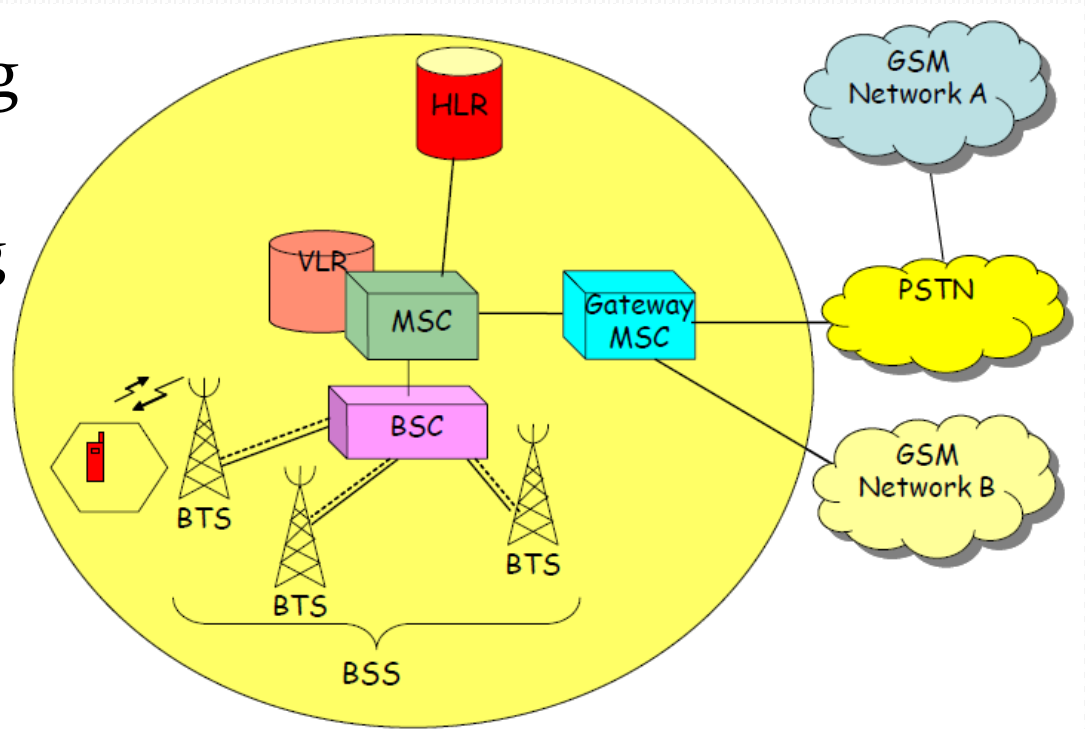 g
g
HLR
VLR
MSC
Gateway
MSC
BSC
BTS
BTS
BTS
BSS
GSM
Network A
PSTN
GSM
Network B